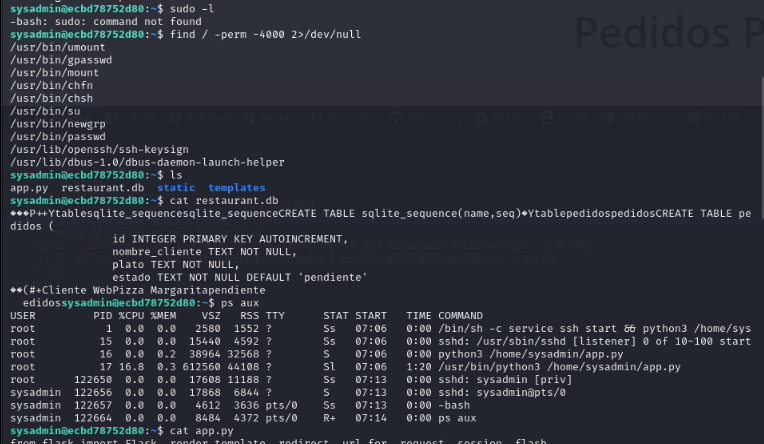 sysadmin@ecbd78752d80:~$ sudo -l
-bash: sudo: command not found
sysadmin@ecbd78752d80:~$ find / -perm -4000 2>/dev/null
/usr/bin/umount
/usr/bin/gpasswd
/usr/bin/mount
/usr/bin/chfn
/usr/bin/chsh
/usr/bin/su
/usr/bin/newgrp
/usr/bin/passwd
/usr/lib/openssh/ssh-keysign
/usr/lib/dbus-1.0/dbus-daemon-launch-helper
sysadmin@ecbd78752d80:~$ ls
app.py  restaurant.db  static  templates
sysadmin@ecbd78752d80:~$ cat restaurant.db
���P++Ytablesqlite_sequencesqlite_sequenceCREATE TABLE sqlite_sequence(name,seq)�YtablepedidospedidosCREATE TABLE pe
didos (
                id INTEGER PRIMARY KEY AUTOINCREMENT,
                nombre_cliente TEXT NOT NULL,
                plato TEXT NOT NULL,
                estado TEXT NOT NULL DEFAULT 'pendiente'
��(#+Cliente WebPizza Margaritapendiente
  edidossysadmin@ecbd78752d80:~$ ps aux
USER         PID %CPU %MEM    VSZ   RSS TTY      STAT START   TIME COMMAND
root           1  0.0  0.0   2580  1552 ?        Ss   07:06   0:00 /bin/sh -c service ssh start && python3 /home/sys
root          15  0.0  0.0  15440  4592 ?        Ss   07:06   0:00 sshd: /usr/sbin/sshd [listener] 0 of 10-100 start
root          16  0.0  0.2  38964 32568 ?        S    07:06   0:00 python3 /home/sysadmin/app.py
root          17 16.8  0.3 612560 44108 ?        Sl   07:06   1:20 /usr/bin/python3 /home/sysadmin/app.py
root      122650  0.0  0.0  17608 11188 ?        Ss   07:13   0:00 sshd: sysadmin [priv]
sysadmin  122656  0.0  0.0  17868  6844 ?        S    07:13   0:00 sshd: sysadmin@pts/0
sysadmin  122657  0.0  0.0   4612  3636 pts/0    Ss   07:13   0:00 -bash
sysadmin  122664  0.0  0.0   8484  4372 pts/0    R+   07:14   0:00 ps aux
sysadmin@ecbd78752d80:~$ cat app.py
from flask import Flask, render_template, redirect, url_for, request, session, flash
Pedidos P